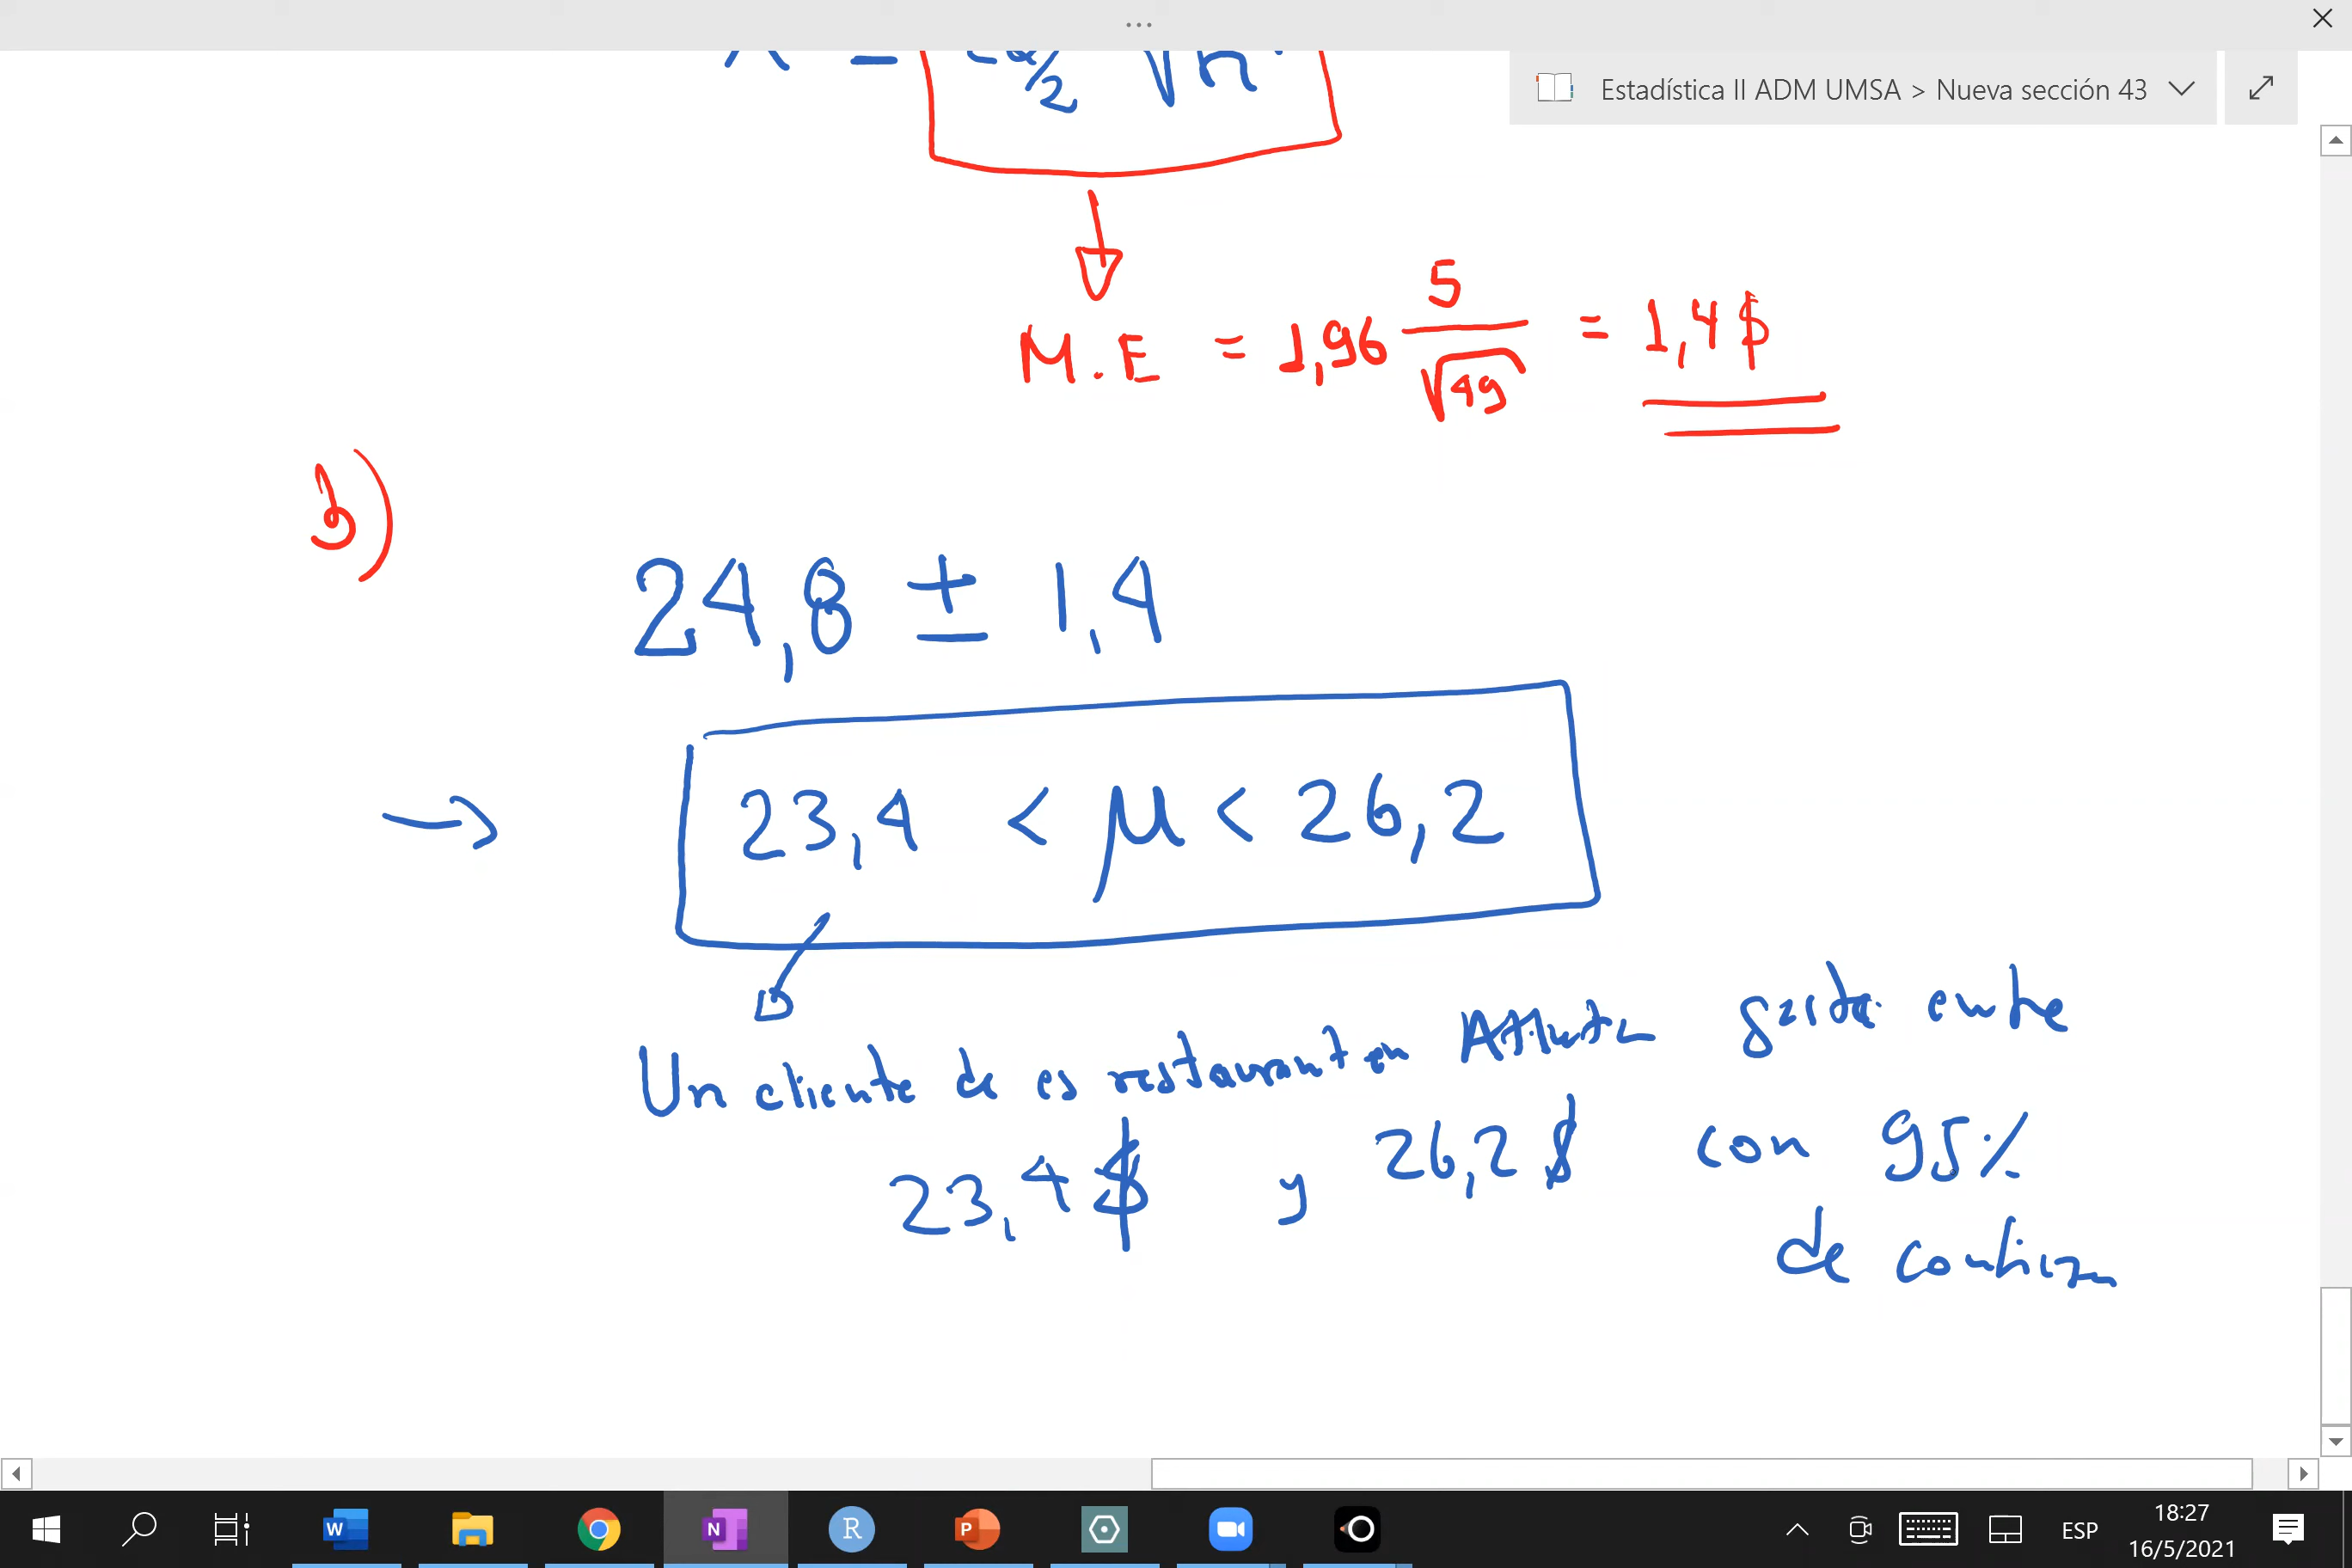 Estadística II ADM UMSA > Nueva sección 43
= 2 √n
M.E = 1,96 5/√49 = 1,4 $
b)
24,8 ± 1,4
→ 23,4 < μ < 26,2
Un cliente de es restaurant en Atlanta gasta entre
23,4 $ y 26,2 $ con 95%
de confianza
ESP
18:27
16/5/2021